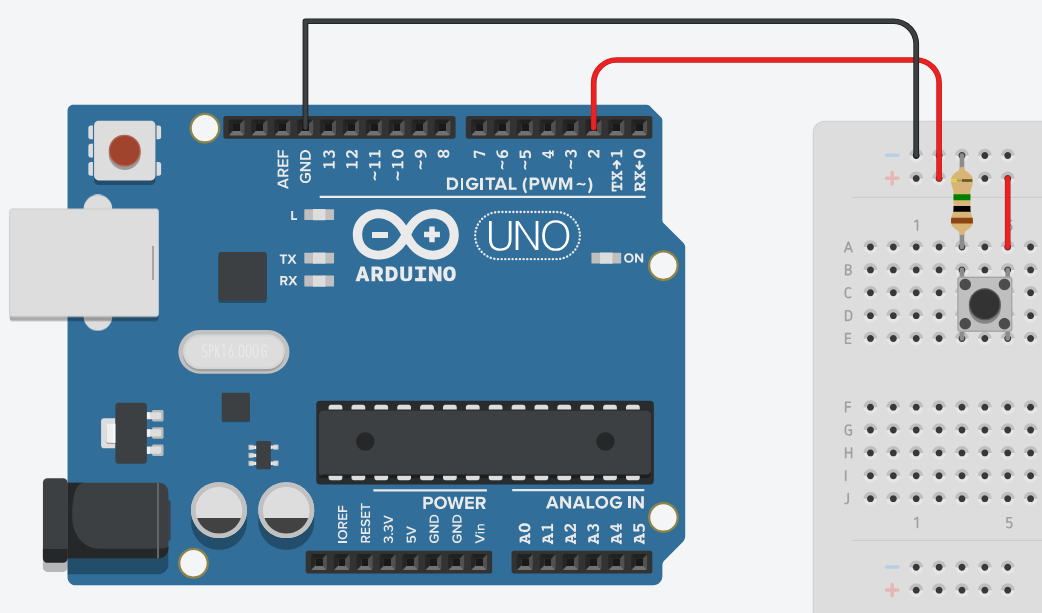 AREF
GND
13
12
~11
~10
~9
8
7
~6
~5
4
~3
2
TX→1
RX←0
DIGITAL (PWM~)
L
TX
RX
UNO
ARDUINO
ON
SPK16.000G
POWER
ANALOG IN
IOREF
RESET
3.3V
5V
GND
GND
Vin
A0
A1
A2
A3
A4
A5
−
+
1
A
B
C
D
E
F
G
H
I
J
1
5
−
+